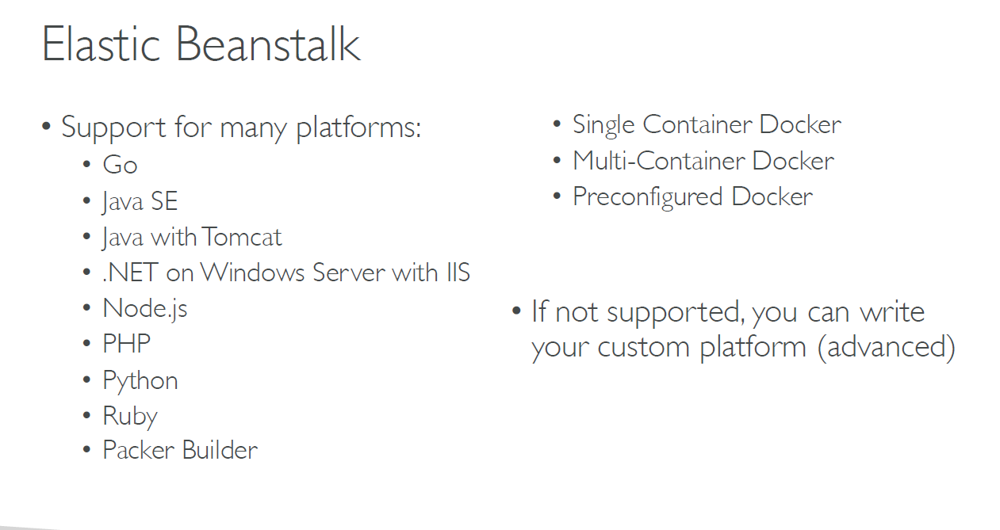 Elastic Beanstalk
• Support for many platforms:
• Go
• Java SE
• Java with Tomcat
• .NET on Windows Server with IIS
• Node.js
• PHP
• Python
• Ruby
• Packer Builder
• Single Container Docker
• Multi-Container Docker
• Preconfigured Docker
• If not supported, you can write
your custom platform (advanced)